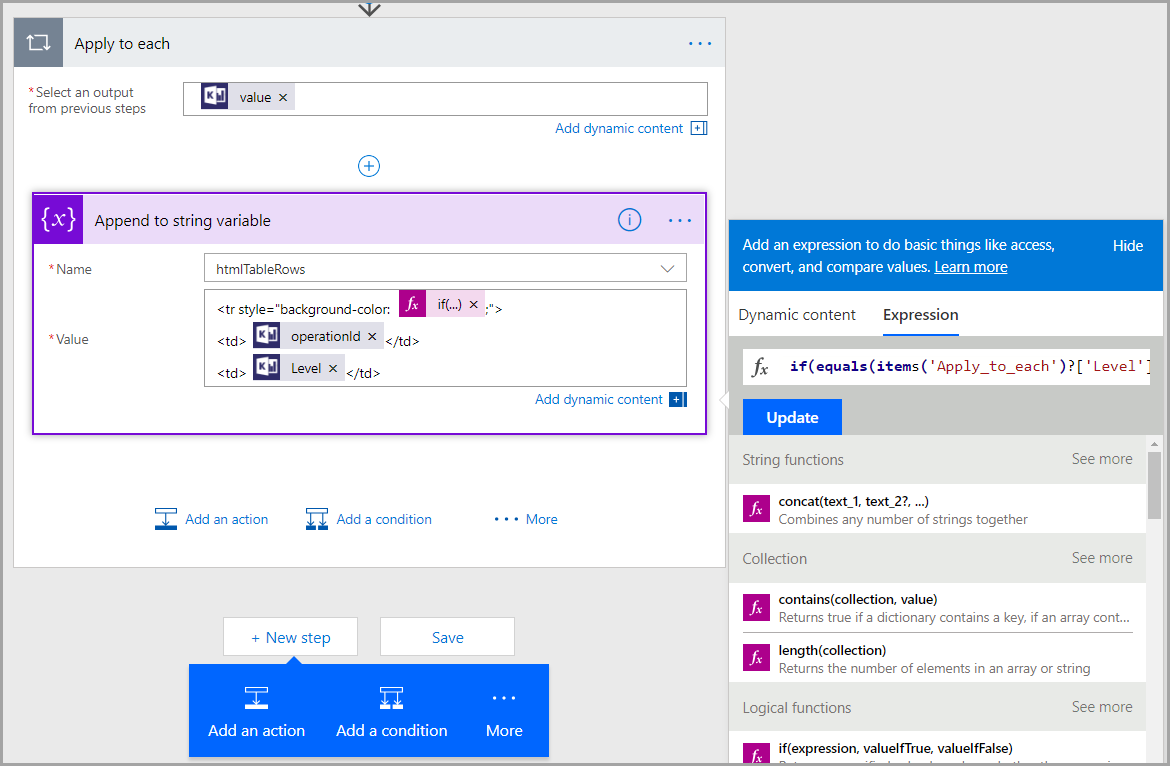 Apply to each
...
*Select an output
from previous steps
value ×
Add dynamic content
{x} Append to string variable
...
*Name
htmlTableRows
*Value
<tr style="background-color: fx if(...) × ;">
<td> operationId × </td>
<td> Level × </td>
Add dynamic content
Add an action
Add a condition
... More
+ New step
Save
Add an action
Add a condition
... More
Add an expression to do basic things like access,
convert, and compare values. Learn more
Hide
Dynamic content
Expression
fx if(equals(items('Apply_to_each')?['Level']
Update
String functions
See more
fx concat(text_1, text_2?, ...)
Combines any number of strings together
Collection
See more
fx contains(collection, value)
Returns true if a dictionary contains a key, if an array cont...
fx length(collection)
Returns the number of elements in an array or string
Logical functions
See more
fx if(expression, valueIfTrue, valueIfFalse)